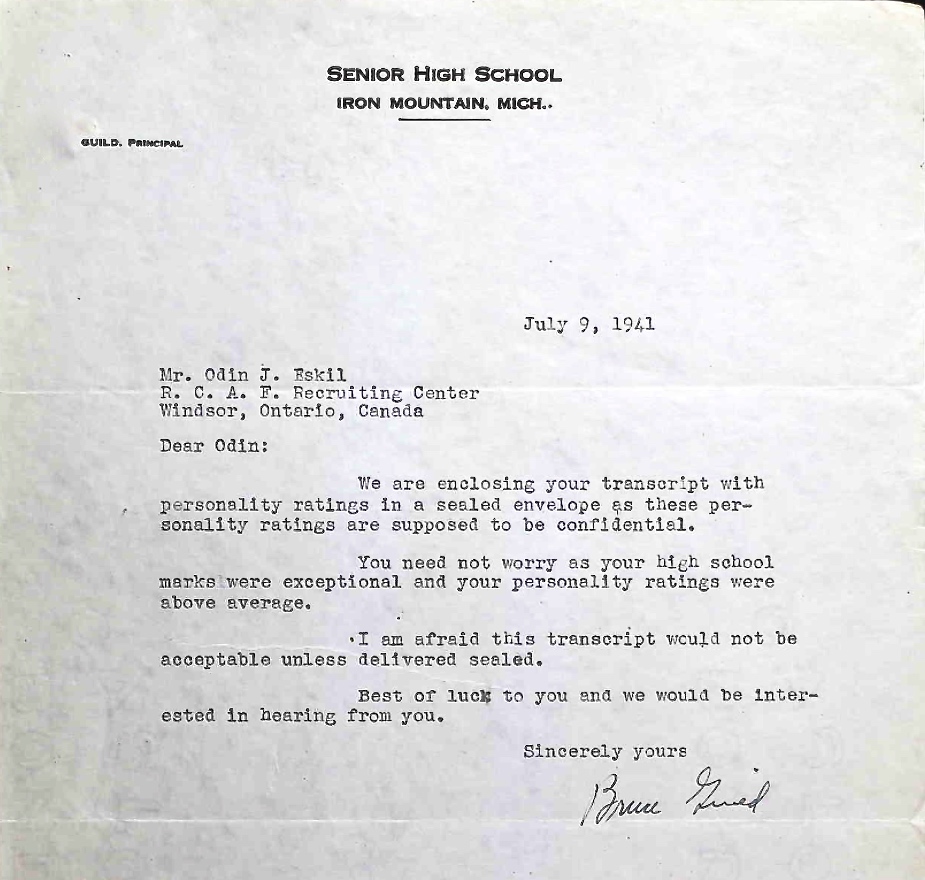 SENIOR HIGH SCHOOL
IRON MOUNTAIN, MICH..
GUILD. PRINCIPAL
July 9, 1941
Mr. Odin J. Eskil
R. C. A. F. Recruiting Center
Windsor, Ontario, Canada
Dear Odin:
We are enclosing your transcript with
personality ratings in a sealed envelope as these per-
sonality ratings are supposed to be confidential.
You need not worry as your high school
marks were exceptional and your personality ratings were
above average.
I am afraid this transcript would not be
acceptable unless delivered sealed.
Best of luck to you and we would be inter-
ested in hearing from you.
Sincerely yours
Bruce Guild